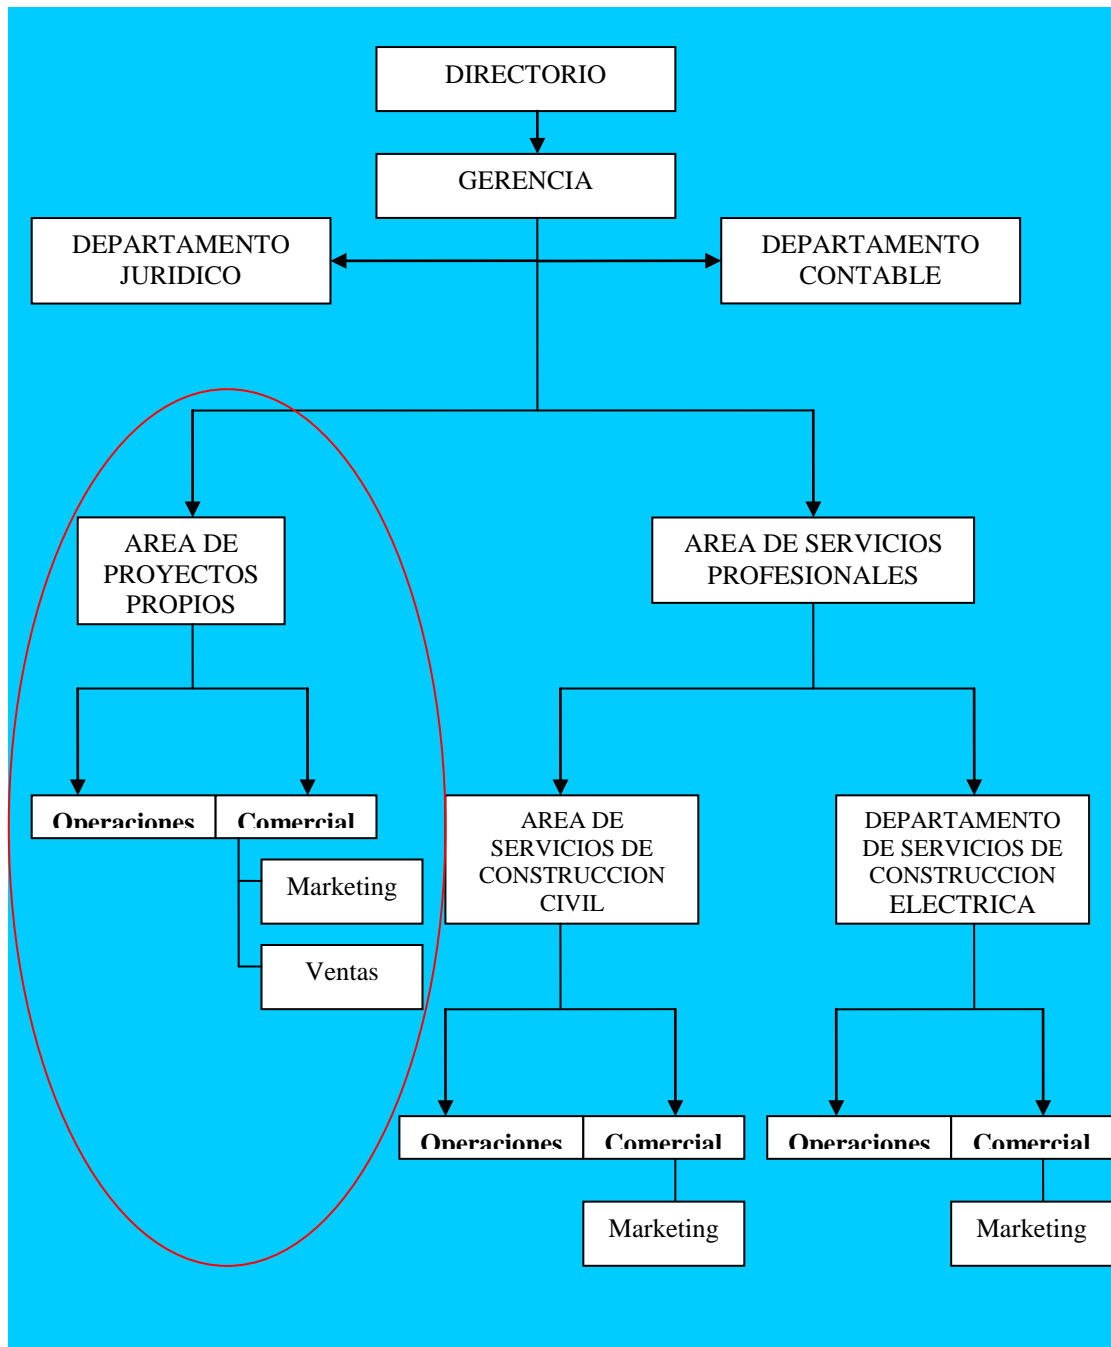 DIRECTORIO
GERENCIA
DEPARTAMENTO
JURIDICO
DEPARTAMENTO
CONTABLE
AREA DE
PROYECTOS
PROPIOS
AREA DE SERVICIOS
PROFESIONALES
Operaciones
Comercial
Marketing
Ventas
AREA DE
SERVICIOS DE
CONSTRUCCION
CIVIL
DEPARTAMENTO
DE SERVICIOS DE
CONSTRUCCION
ELECTRICA
Operaciones
Comercial
Operaciones
Comercial
Marketing
Marketing